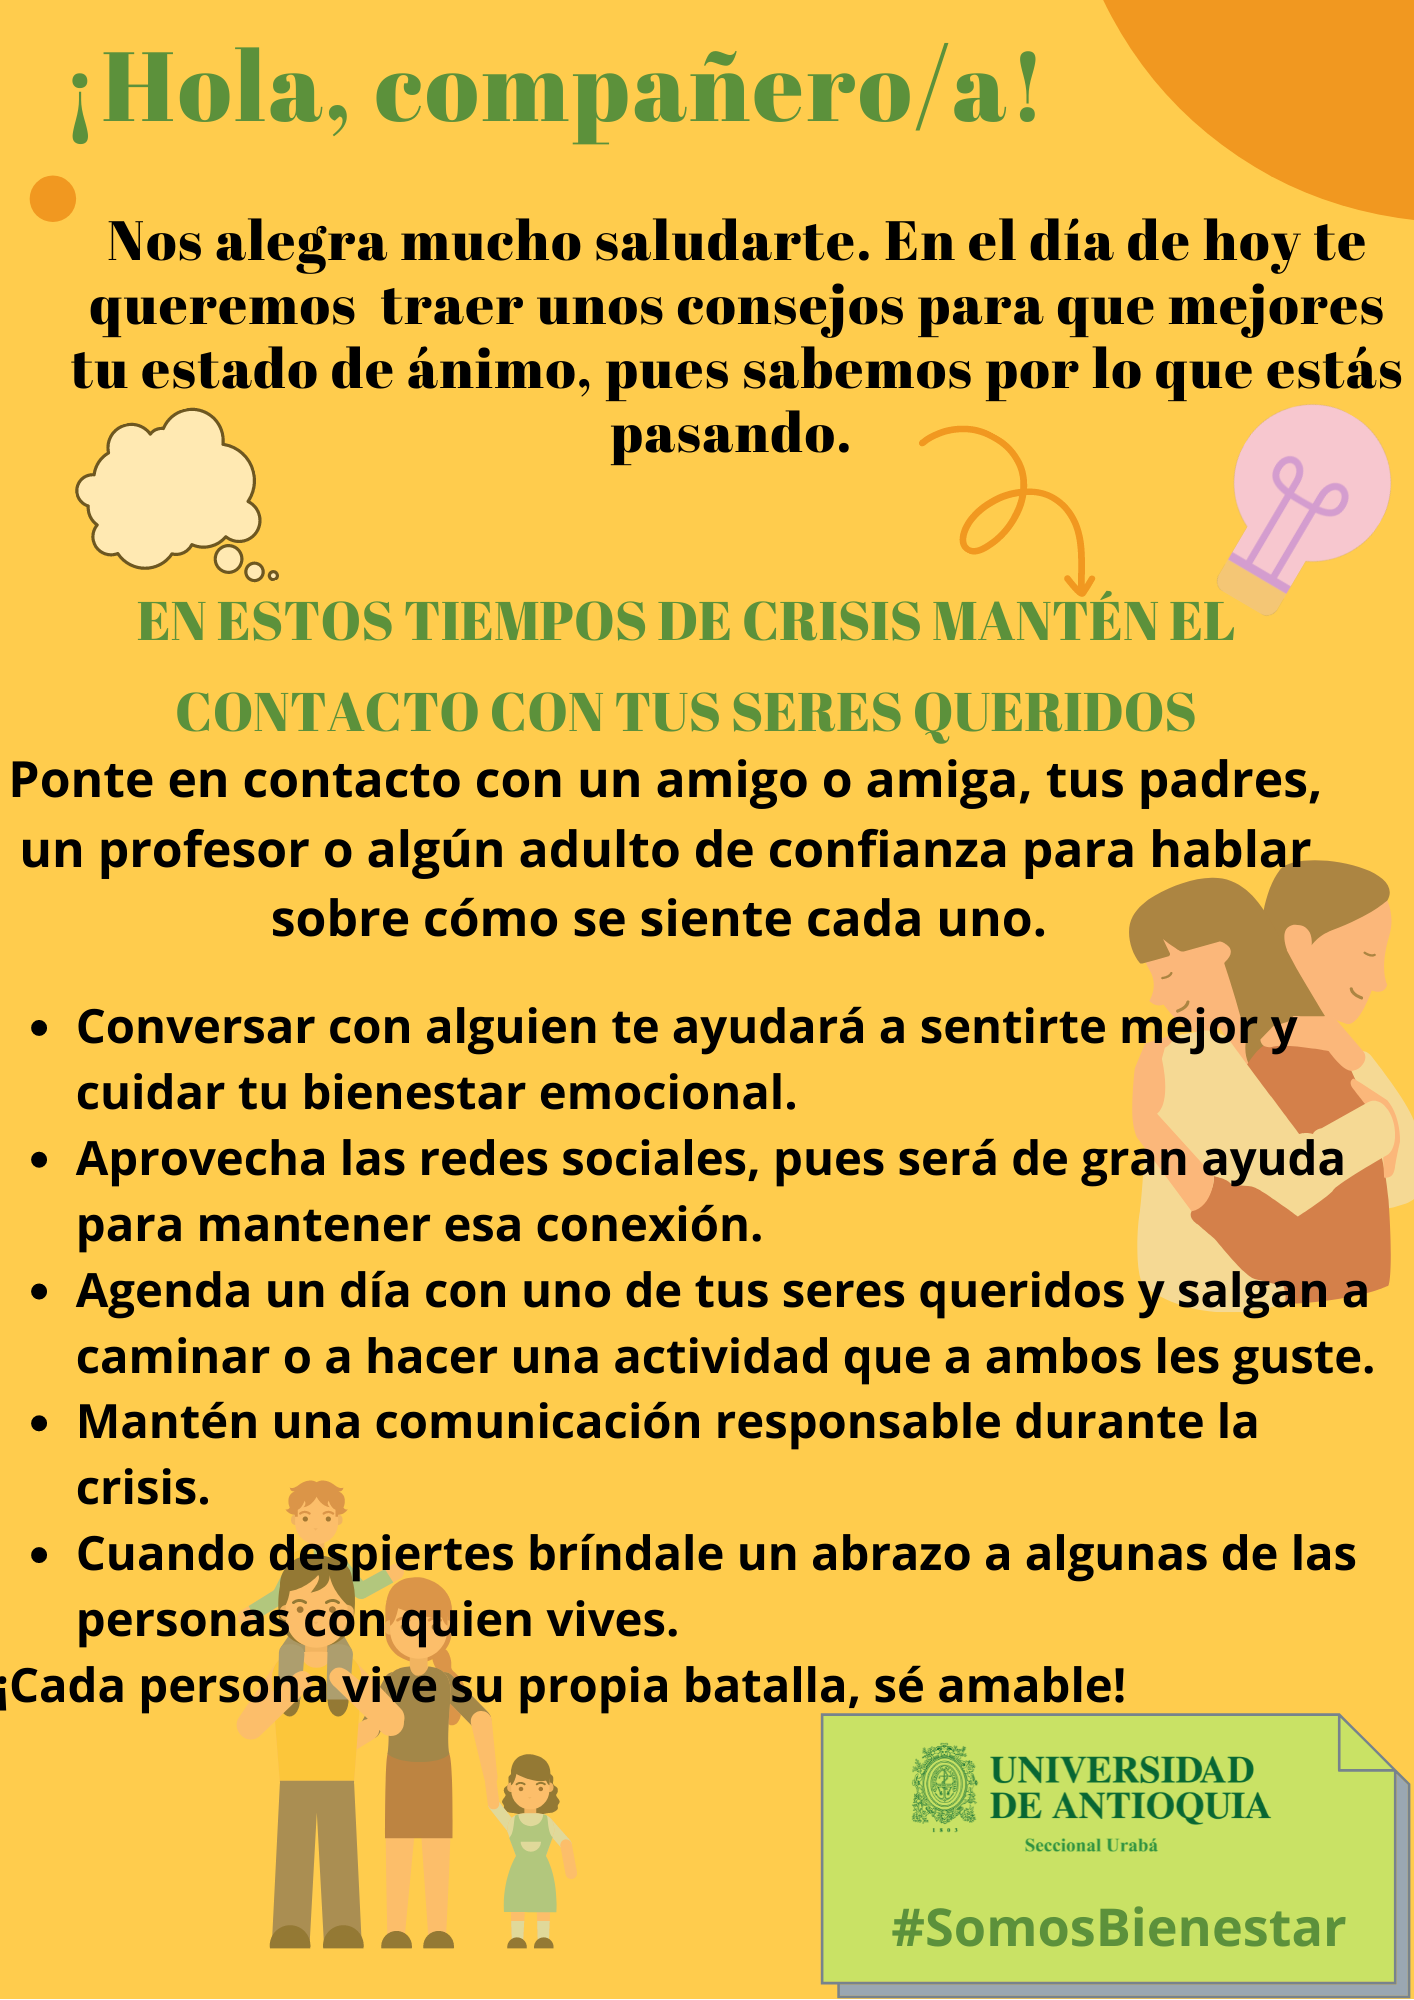 ¡Hola, compañero/a!
Nos alegra mucho saludarte. En el día de hoy te
queremos  traer unos consejos para que mejores
tu estado de ánimo, pues sabemos por lo que estás
pasando.
EN ESTOS TIEMPOS DE CRISIS MANTÉN EL
CONTACTO CON TUS SERES QUERIDOS
Ponte en contacto con un amigo o amiga, tus padres,
un profesor o algún adulto de confianza para hablar
sobre cómo se siente cada uno.
• Conversar con alguien te ayudará a sentirte mejor y
cuidar tu bienestar emocional.
• Aprovecha las redes sociales, pues será de gran ayuda
para mantener esa conexión.
• Agenda un día con uno de tus seres queridos y salgan a
caminar o a hacer una actividad que a ambos les guste.
• Mantén una comunicación responsable durante la
crisis.
• Cuando despiertes bríndale un abrazo a algunas de las
personas con quien vives.
¡Cada persona vive su propia batalla, sé amable!
UNIVERSIDAD
DE ANTIOQUIA
1803
Seccional Urabá
#SomosBienestar